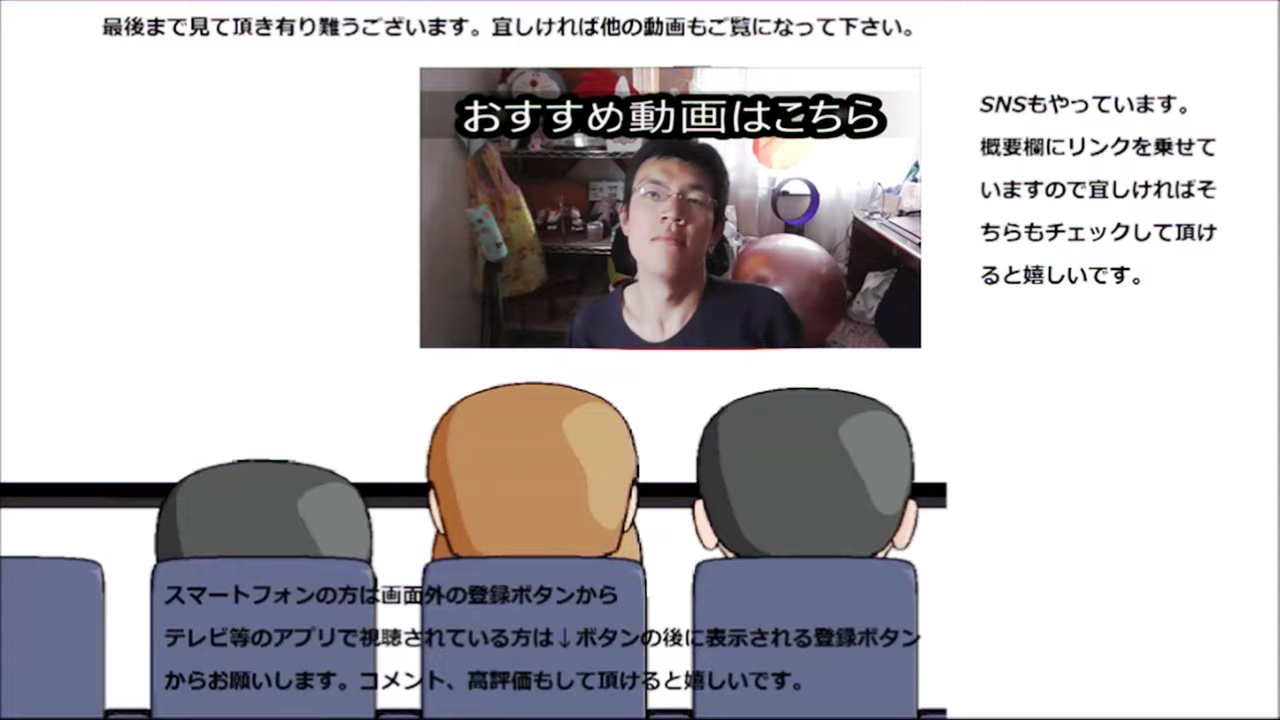 最後まで見て頂き有り難うございます。宜しければ他の動画もご覧になって下さい。
おすすめ動画はこちら
SNSもやっています。
概要欄にリンクを乗せて
いますので宜しければそ
ちらもチェックして頂け
ると嬉しいです。
スマートフォンの方は画面外の登録ボタンから
テレビ等のアプリで視聴されている方は↓ボタンの後に表示される登録ボタン
からお願いします。コメント、高評価もして頂けると嬉しいです。